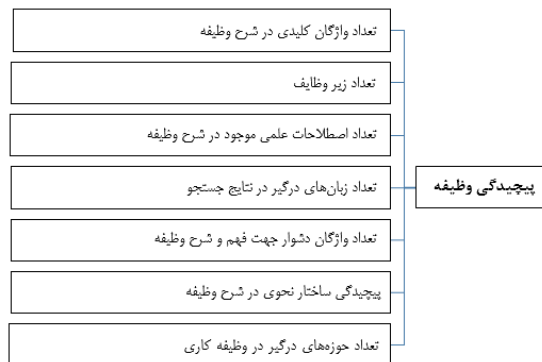 تعداد واژگان کلیدی در شرح وظیفه
تعداد زیر وظایف
تعداد اصطلاحات علمی موجود در شرح وظیفه
پیچیدگی وظیفه
تعداد زبان‌های درگیر در نتایج جستجو
تعداد واژگان دشوار جهت فهم و شرح وظیفه
پیچیدگی ساختار نحوی در شرح وظیفه
تعداد حوزه‌های درگیر در وظیفه کاری